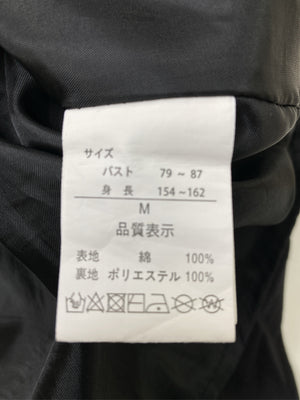 サイズ
バスト 79 ~ 87
身 長 154 ~ 162
M
品質表示
表地 綿 100%
裏地 ポリエステル 100%